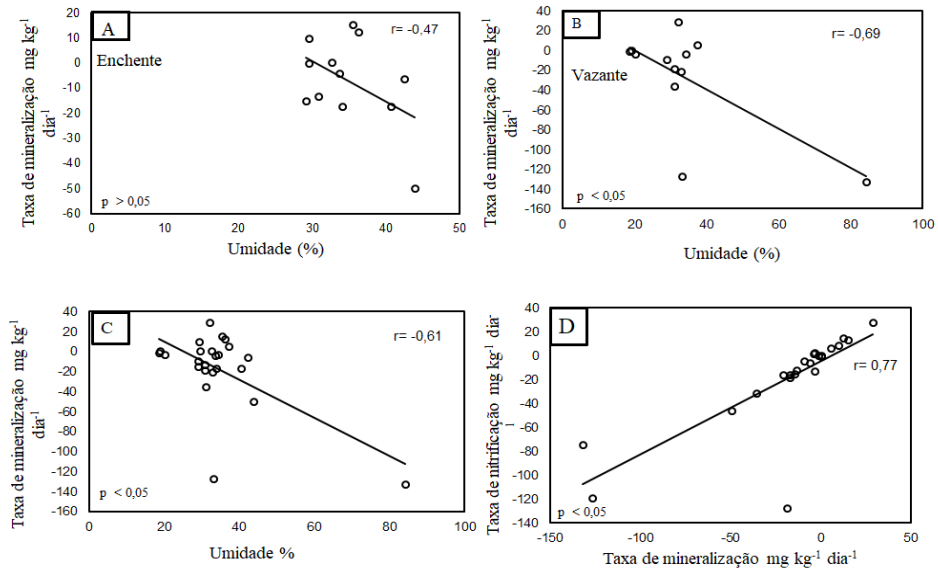 A
Enchente
r= -0,47
p > 0,05
Taxa de mineralização mg kg-1
dia-1
20
10
0
-10
-20
-30
-40
-50
-60
0
10
20
30
40
50
Umidade (%)
B
Vazante
r= -0,69
p < 0,05
Taxa de mineralização mg kg-1
dia-1
40
20
0
-20
-40
-60
-80
-100
-120
-140
-160
0
20
40
60
80
100
Umidade (%)
C
r= -0,61
p < 0,05
Taxa de mineralização mg kg-1
dia-1
40
20
0
-20
-40
-60
-80
-100
-120
-140
-160
0
20
40
60
80
100
Umidade %
D
r= 0,77
p < 0,05
Taxa de nitrificação mg kg-1 dia-
1
40
20
0
-20
-40
-60
-80
-100
-120
-140
-150
-100
-50
0
50
Taxa de mineralização mg kg-1 dia-1